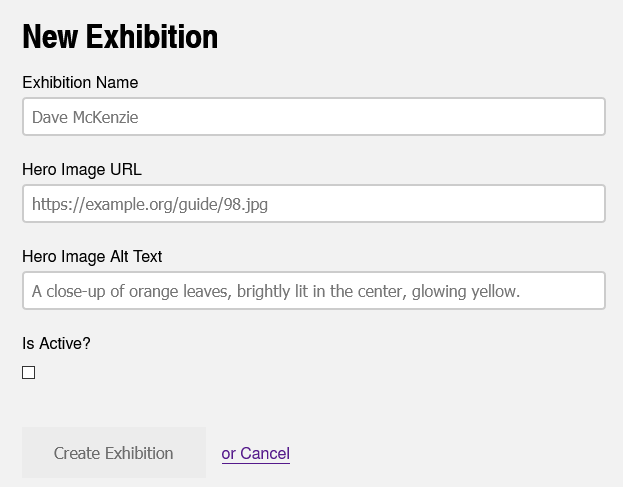 New Exhibition
Exhibition Name
Dave McKenzie
Hero Image URL
https://example.org/guide/98.jpg
Hero Image Alt Text
A close-up of orange leaves, brightly lit in the center, glowing yellow.
Is Active?
Create Exhibition or Cancel